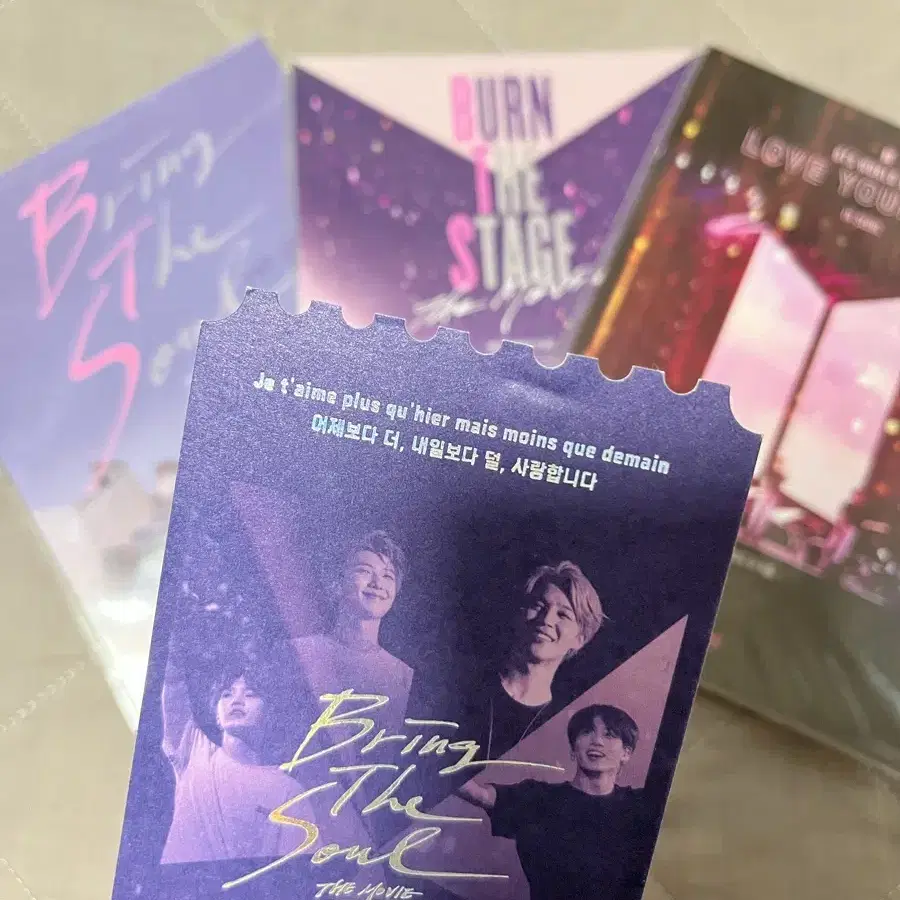 Bring
The
Soul
BURN
THE
STAGE
the Movie
LOVE YOUR
Je t'aime plus qu'hier mais moins que demain
어제보다 더, 내일보다 덜, 사랑합니다
Bring
The
Soul
THE MOVIE